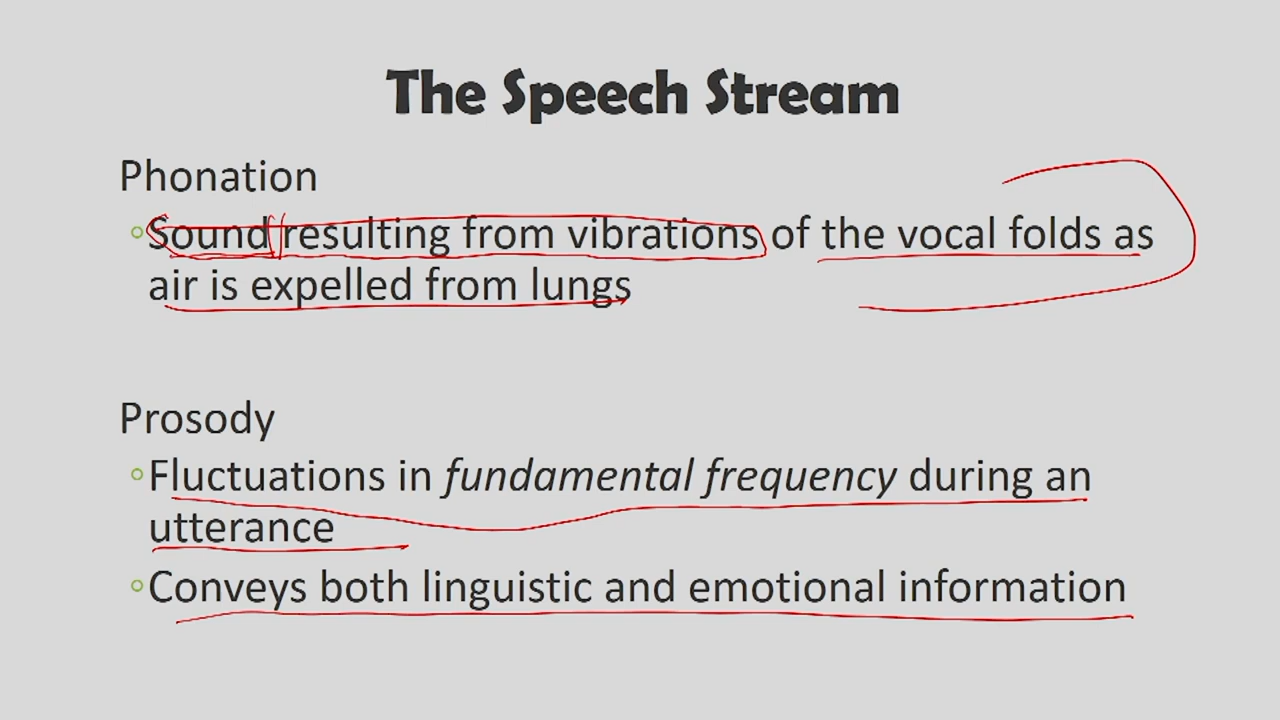 The Speech Stream
Phonation
Sound resulting from vibrations of the vocal folds as
air is expelled from lungs
Prosody
Fluctuations in fundamental frequency during an
utterance
Conveys both linguistic and emotional information